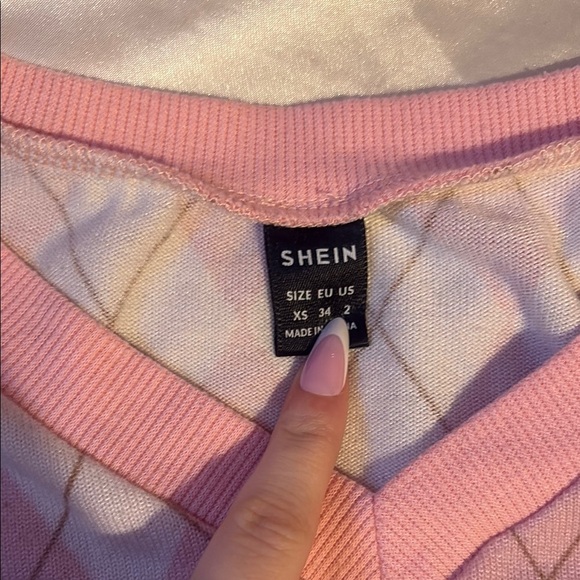 SHEIN
SIZE EU US
XS 34 2
MADE IN